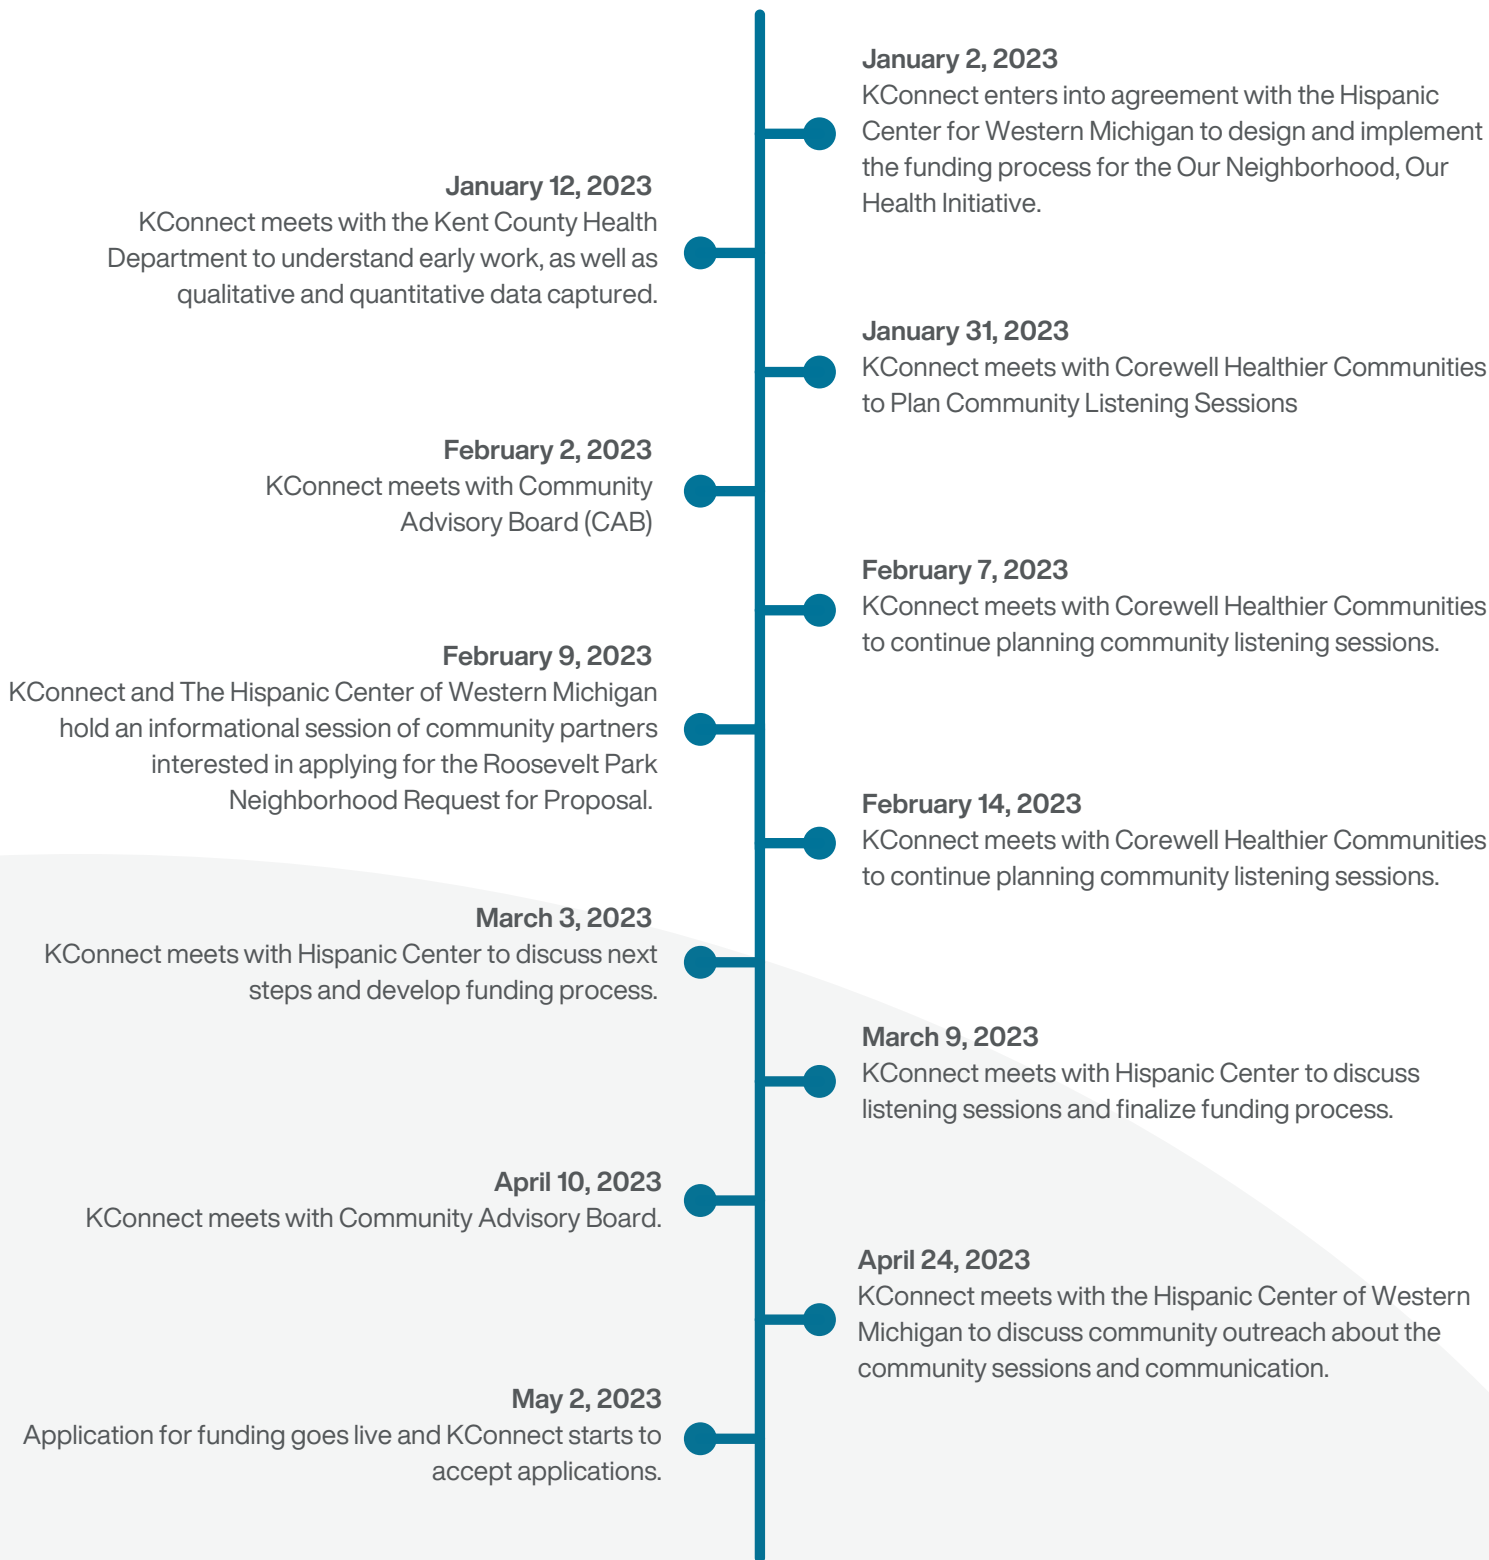 January 2, 2023
KConnect enters into agreement with the Hispanic
Center for Western Michigan to design and implement
the funding process for the Our Neighborhood, Our
Health Initiative.
January 12, 2023
KConnect meets with the Kent County Health
Department to understand early work, as well as
qualitative and quantitative data captured.
January 31, 2023
KConnect meets with Corewell Healthier Communities
to Plan Community Listening Sessions
February 2, 2023
KConnect meets with Community
Advisory Board (CAB)
February 7, 2023
KConnect meets with Corewell Healthier Communities
to continue planning community listening sessions.
February 9, 2023
KConnect and The Hispanic Center of Western Michigan
hold an informational session of community partners
interested in applying for the Roosevelt Park
Neighborhood Request for Proposal.
February 14, 2023
KConnect meets with Corewell Healthier Communities
to continue planning community listening sessions.
March 3, 2023
KConnect meets with Hispanic Center to discuss next
steps and develop funding process.
March 9, 2023
KConnect meets with Hispanic Center to discuss
listening sessions and finalize funding process.
April 10, 2023
KConnect meets with Community Advisory Board.
April 24, 2023
KConnect meets with the Hispanic Center of Western
Michigan to discuss community outreach about the
community sessions and communication.
May 2, 2023
Application for funding goes live and KConnect starts to
accept applications.